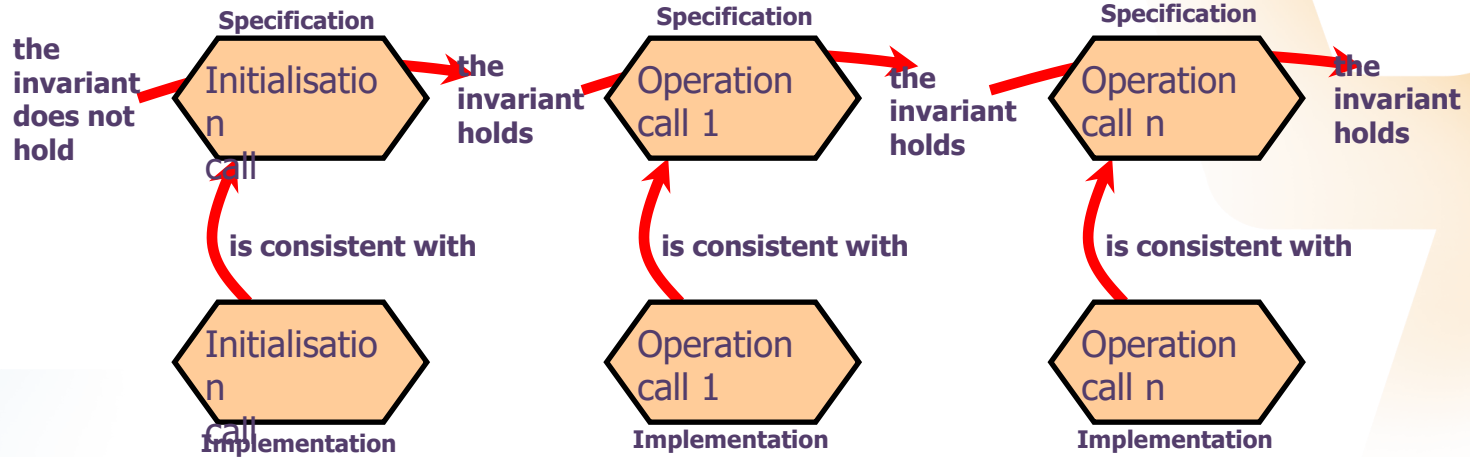 Specification
Specification
Specification
the
invariant
does not
hold
Initialisatio
n
call
the
invariant
holds
Operation
call 1
the
invariant
holds
Operation
call n
the
invariant
holds
is consistent with
is consistent with
is consistent with
Initialisatio
n
call
Implementation
Operation
call 1
Implementation
Operation
call n
Implementation